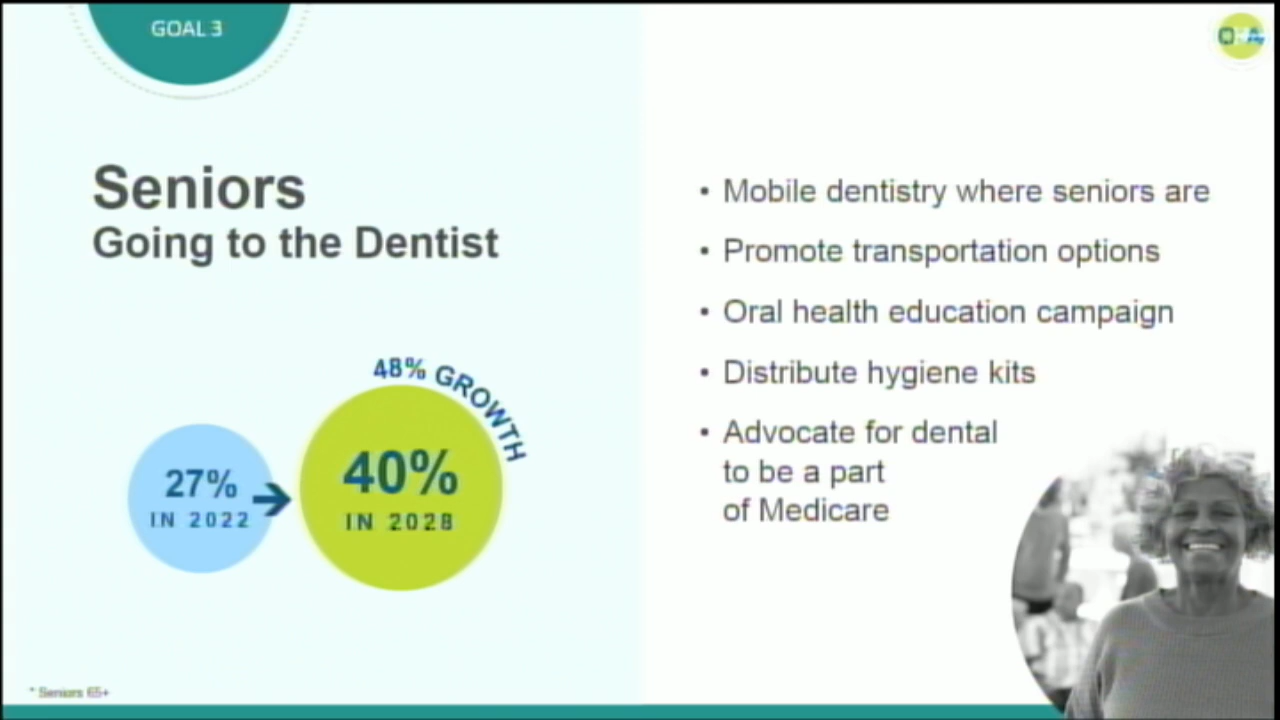 GOAL 3
OHA
Seniors
Going to the Dentist
48% GROWTH
27%
IN 2022
40%
IN 2028
* Seniors 65+
• Mobile dentistry where seniors are
• Promote transportation options
• Oral health education campaign
• Distribute hygiene kits
• Advocate for dental
to be a part
of Medicare